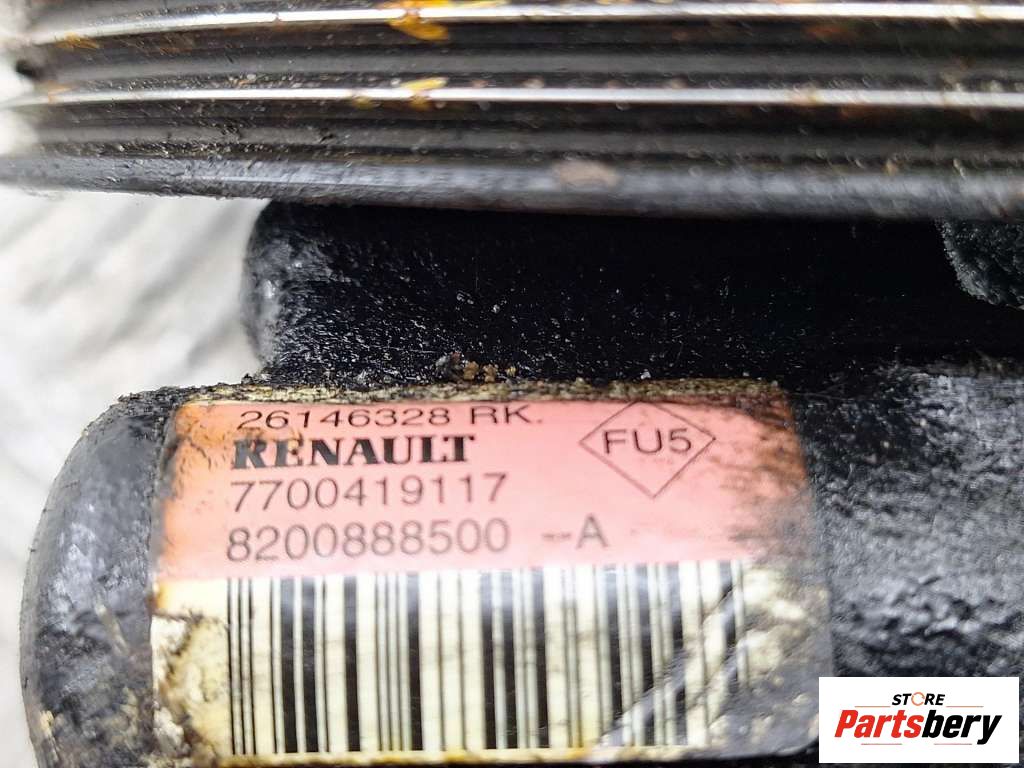 26146328 RK.
RENAULT
FU5
7700419117
8200888500 --A
STORE
Partsbery